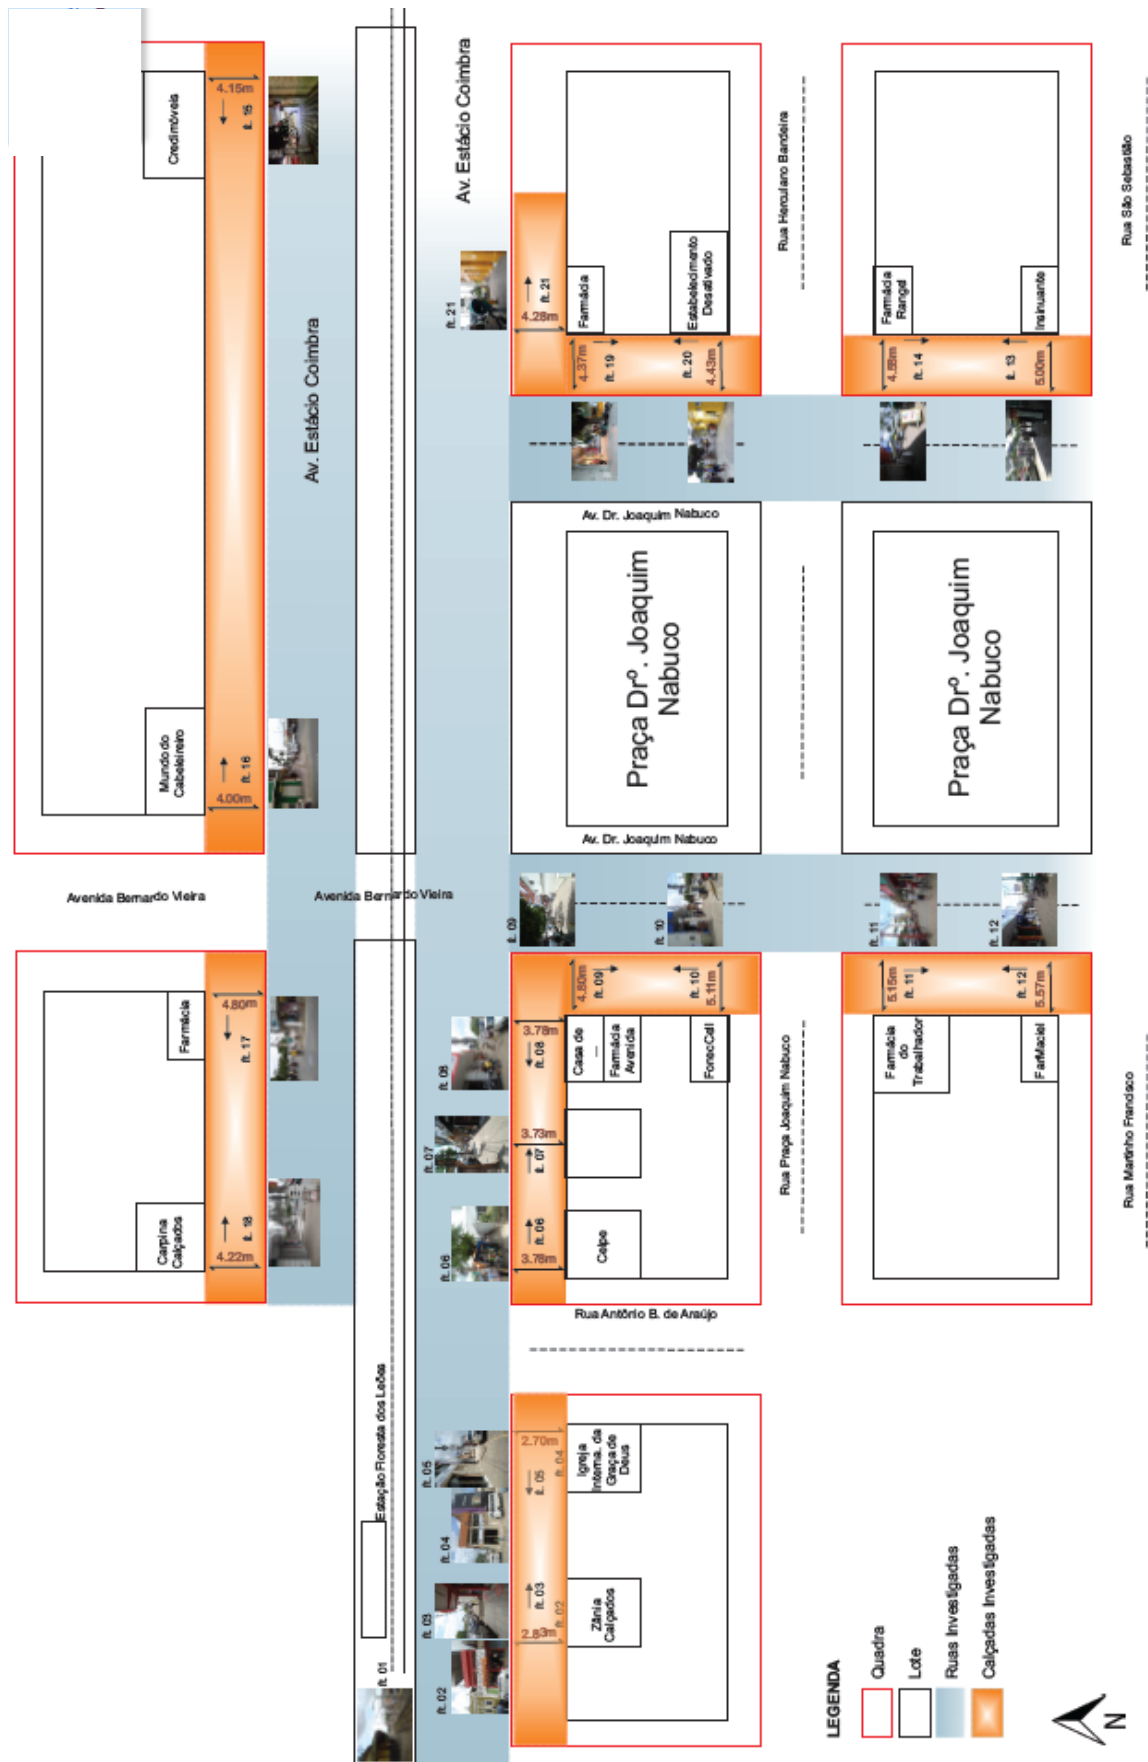 Credimóveis
4.15m
ft. 15
Mundo do
Cabeleireiro
4.00m
ft. 16
Av. Estácio Coimbra
Av. Estácio Coimbra
Avenida Bernardo Vieira
Avenida Bernardo Vieira
Farmácia
4.80m
ft. 17
Carpina
Calçados
4.22m
ft. 18
Estação Floresta dos Leões
ft. 01
ft. 02
ft. 03
ft. 04
ft. 05
ft. 06
ft. 07
ft. 08
ft. 09
ft. 10
ft. 11
ft. 12
ft. 21
4.28m
ft. 21
Farmácia
4.37m
ft. 19
Estabelecimento
Desativado
ft. 20
4.43m
Rua Herculano Bandeira
Farmácia
Rangel
ft. 14
Insinuante
ft. 13
5.00m
Rua São Sebastião
Av. Dr. Joaquim Nabuco
Praça Drº. Joaquim
Nabuco
Av. Dr. Joaquim Nabuco
Praça Drº. Joaquim
Nabuco
3.78m
ft. 08
Casa de
Farmácia
Avenida
4.80m
ft. 09
FonecCell
ft. 10
5.11m
3.73m
ft. 07
Celpe
3.78m
ft. 06
Rua Praça Joaquim Nabuco
Farmácia
do
Trabalhador
5.15m
ft. 11
FarMaciel
ft. 12
5.57m
Rua Martinho Francisco
Rua Antônio B. de Araújo
2.70m
ft. 04
ft. 05
Igreja
Interna. da
Graça de
Deus
Zânia
Calçados
2.83m
ft. 02
ft. 03
LEGENDA
Quadra
Lote
Ruas Investigadas
Calçadas Investigadas
N